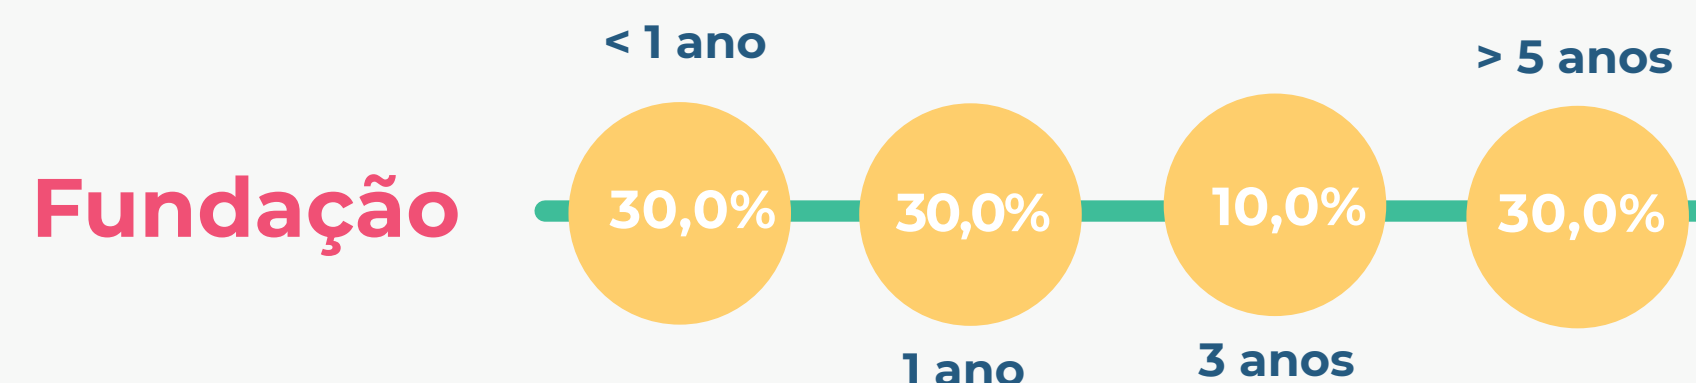 < 1 ano
> 5 anos
Fundação
30,0%
30,0%
10,0%
30,0%
1 ano
3 anos